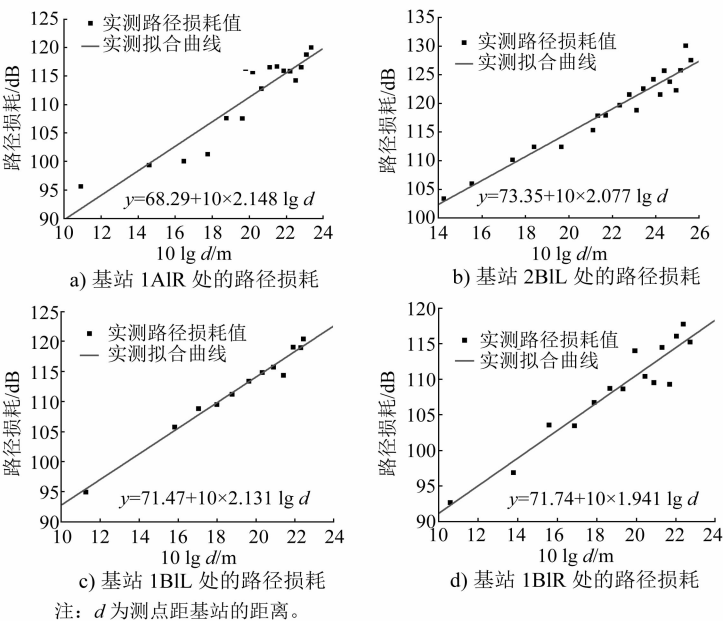 125
120
115
110
105
100
95
90
路径损耗/dB
实测路径损耗值
实测拟合曲线
y=68.29+10×2.148 lg d
10 12 14 16 18 20 22 24
10 lg d/m
a) 基站 1AlR 处的路径损耗
135
130
125
120
115
110
105
100
路径损耗/dB
实测路径损耗值
实测拟合曲线
y=73.35+10×2.077 lg d
14 16 18 20 22 24 26
10 lg d/m
b) 基站 2BlL 处的路径损耗
125
120
115
110
105
100
95
90
路径损耗/dB
实测路径损耗值
实测拟合曲线
y=71.47+10×2.131 lg d
10 12 14 16 18 20 22 24
10 lg d/m
c) 基站 1BlL 处的路径损耗
120
115
110
105
100
95
90
路径损耗/dB
实测路径损耗值
实测拟合曲线
y=71.74+10×1.941 lg d
10 12 14 16 18 20 22 24
10 lg d/m
d) 基站 1BlR 处的路径损耗
注：d 为测点距基站的距离。